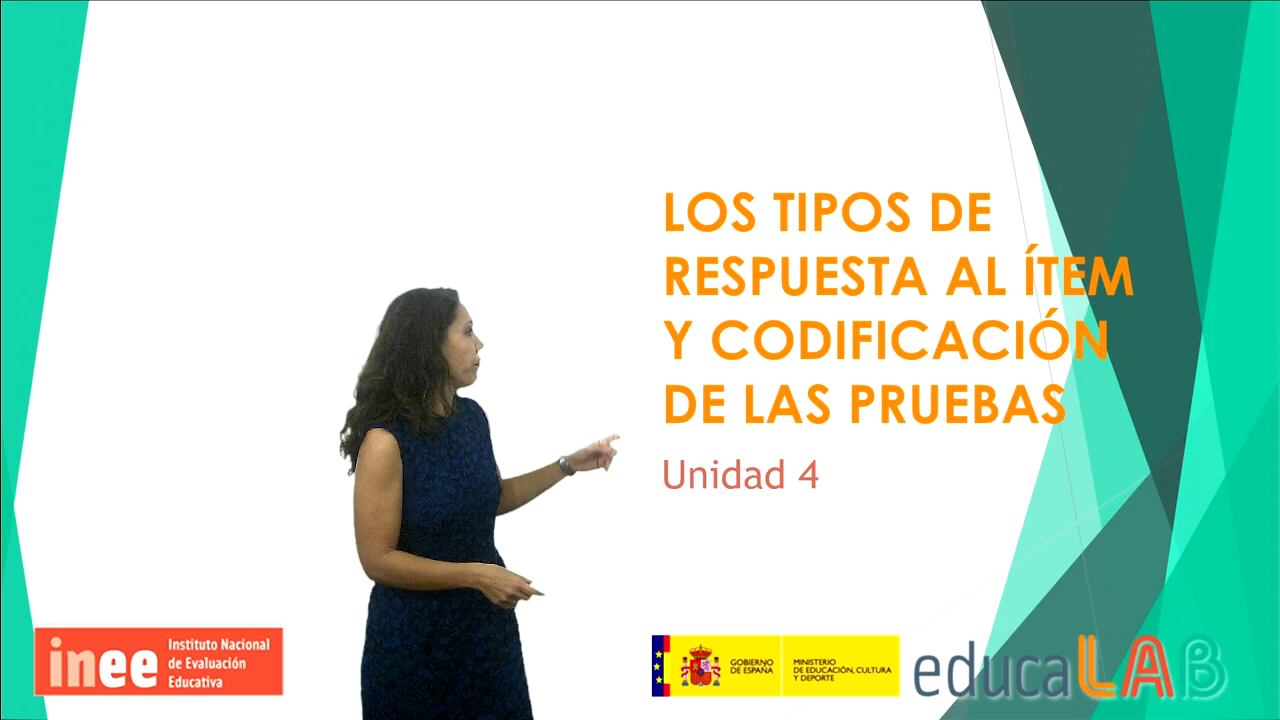 LOS TIPOS DE
RESPUESTA AL ÍTEM
Y CODIFICACIÓN
DE LAS PRUEBAS
Unidad 4
inee
Instituto Nacional
de Evaluación
Educativa
GOBIERNO
DE ESPAÑA
MINISTERIO
DE EDUCACIÓN, CULTURA
Y DEPORTE
educaLAB